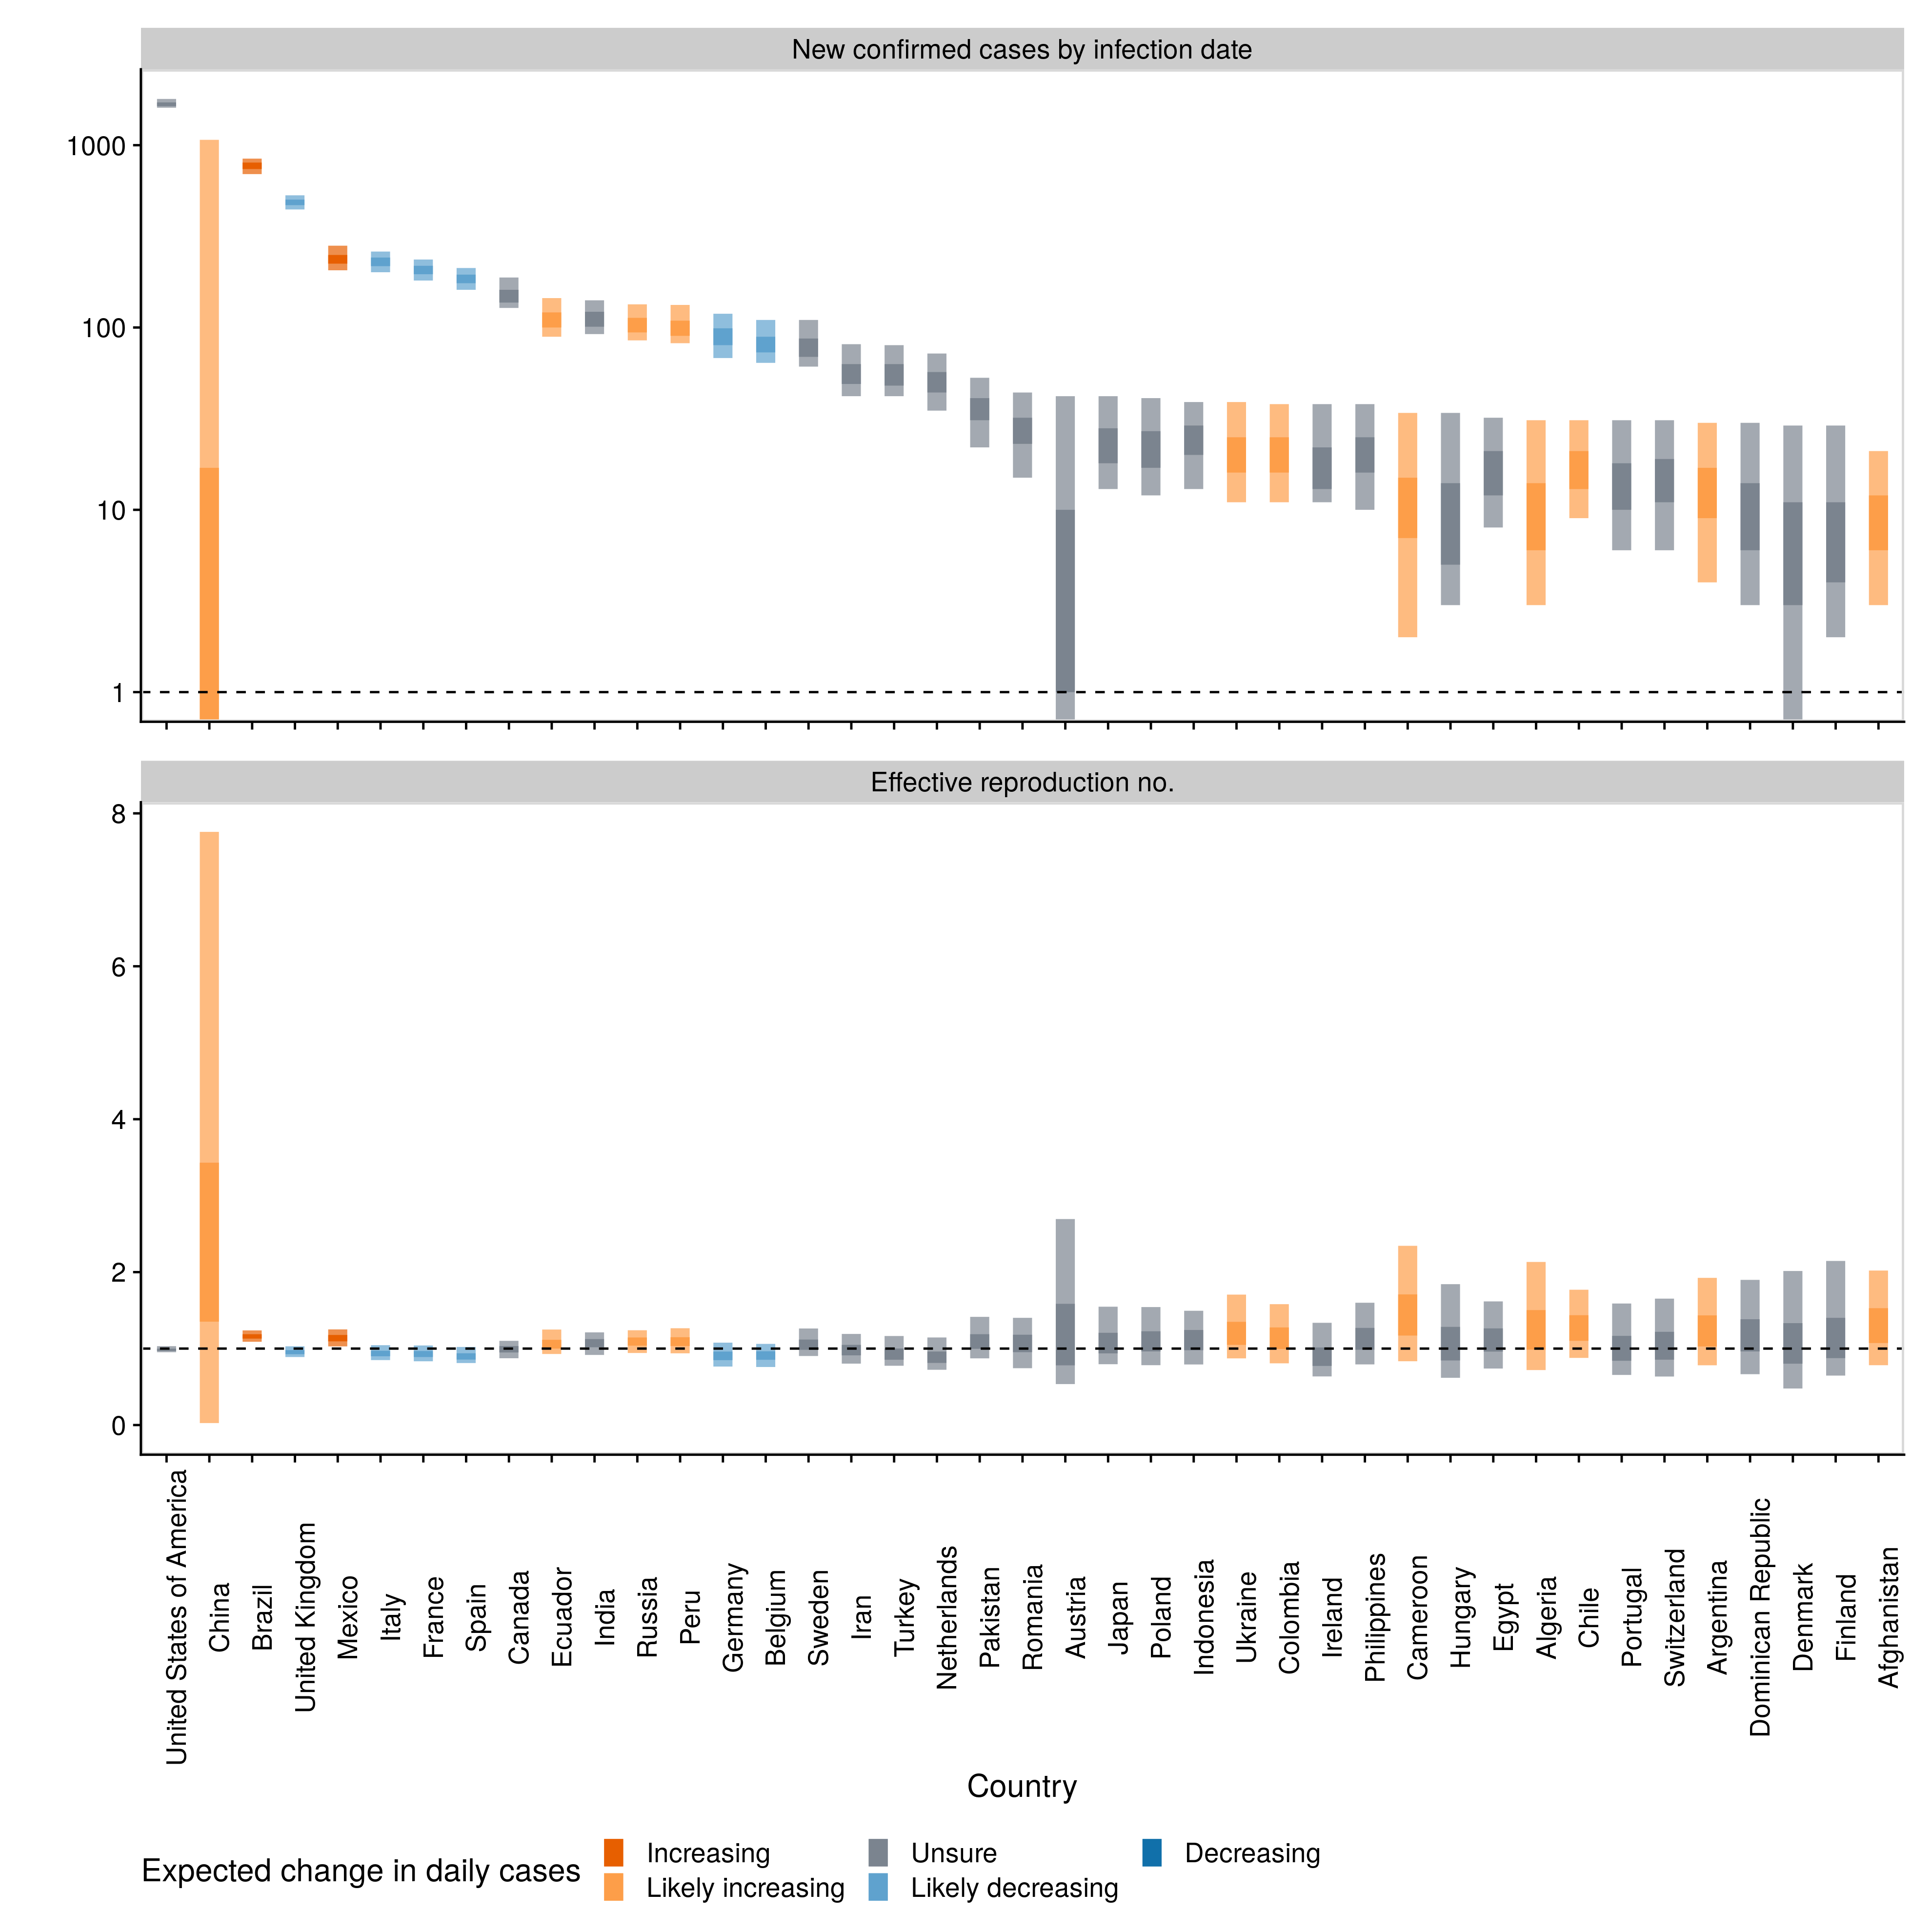 New confirmed cases by infection date
1000
100
10
1
Effective reproduction no.
8
6
4
2
0
United States of America
China
Brazil
United Kingdom
Mexico
Italy
France
Spain
Canada
Ecuador
India
Russia
Peru
Germany
Belgium
Sweden
Iran
Turkey
Netherlands
Pakistan
Romania
Austria
Japan
Poland
Indonesia
Ukraine
Colombia
Ireland
Philippines
Cameroon
Hungary
Egypt
Algeria
Chile
Portugal
Switzerland
Argentina
Dominican Republic
Denmark
Finland
Afghanistan
Country
Expected change in daily cases
Increasing
Likely increasing
Unsure
Likely decreasing
Decreasing